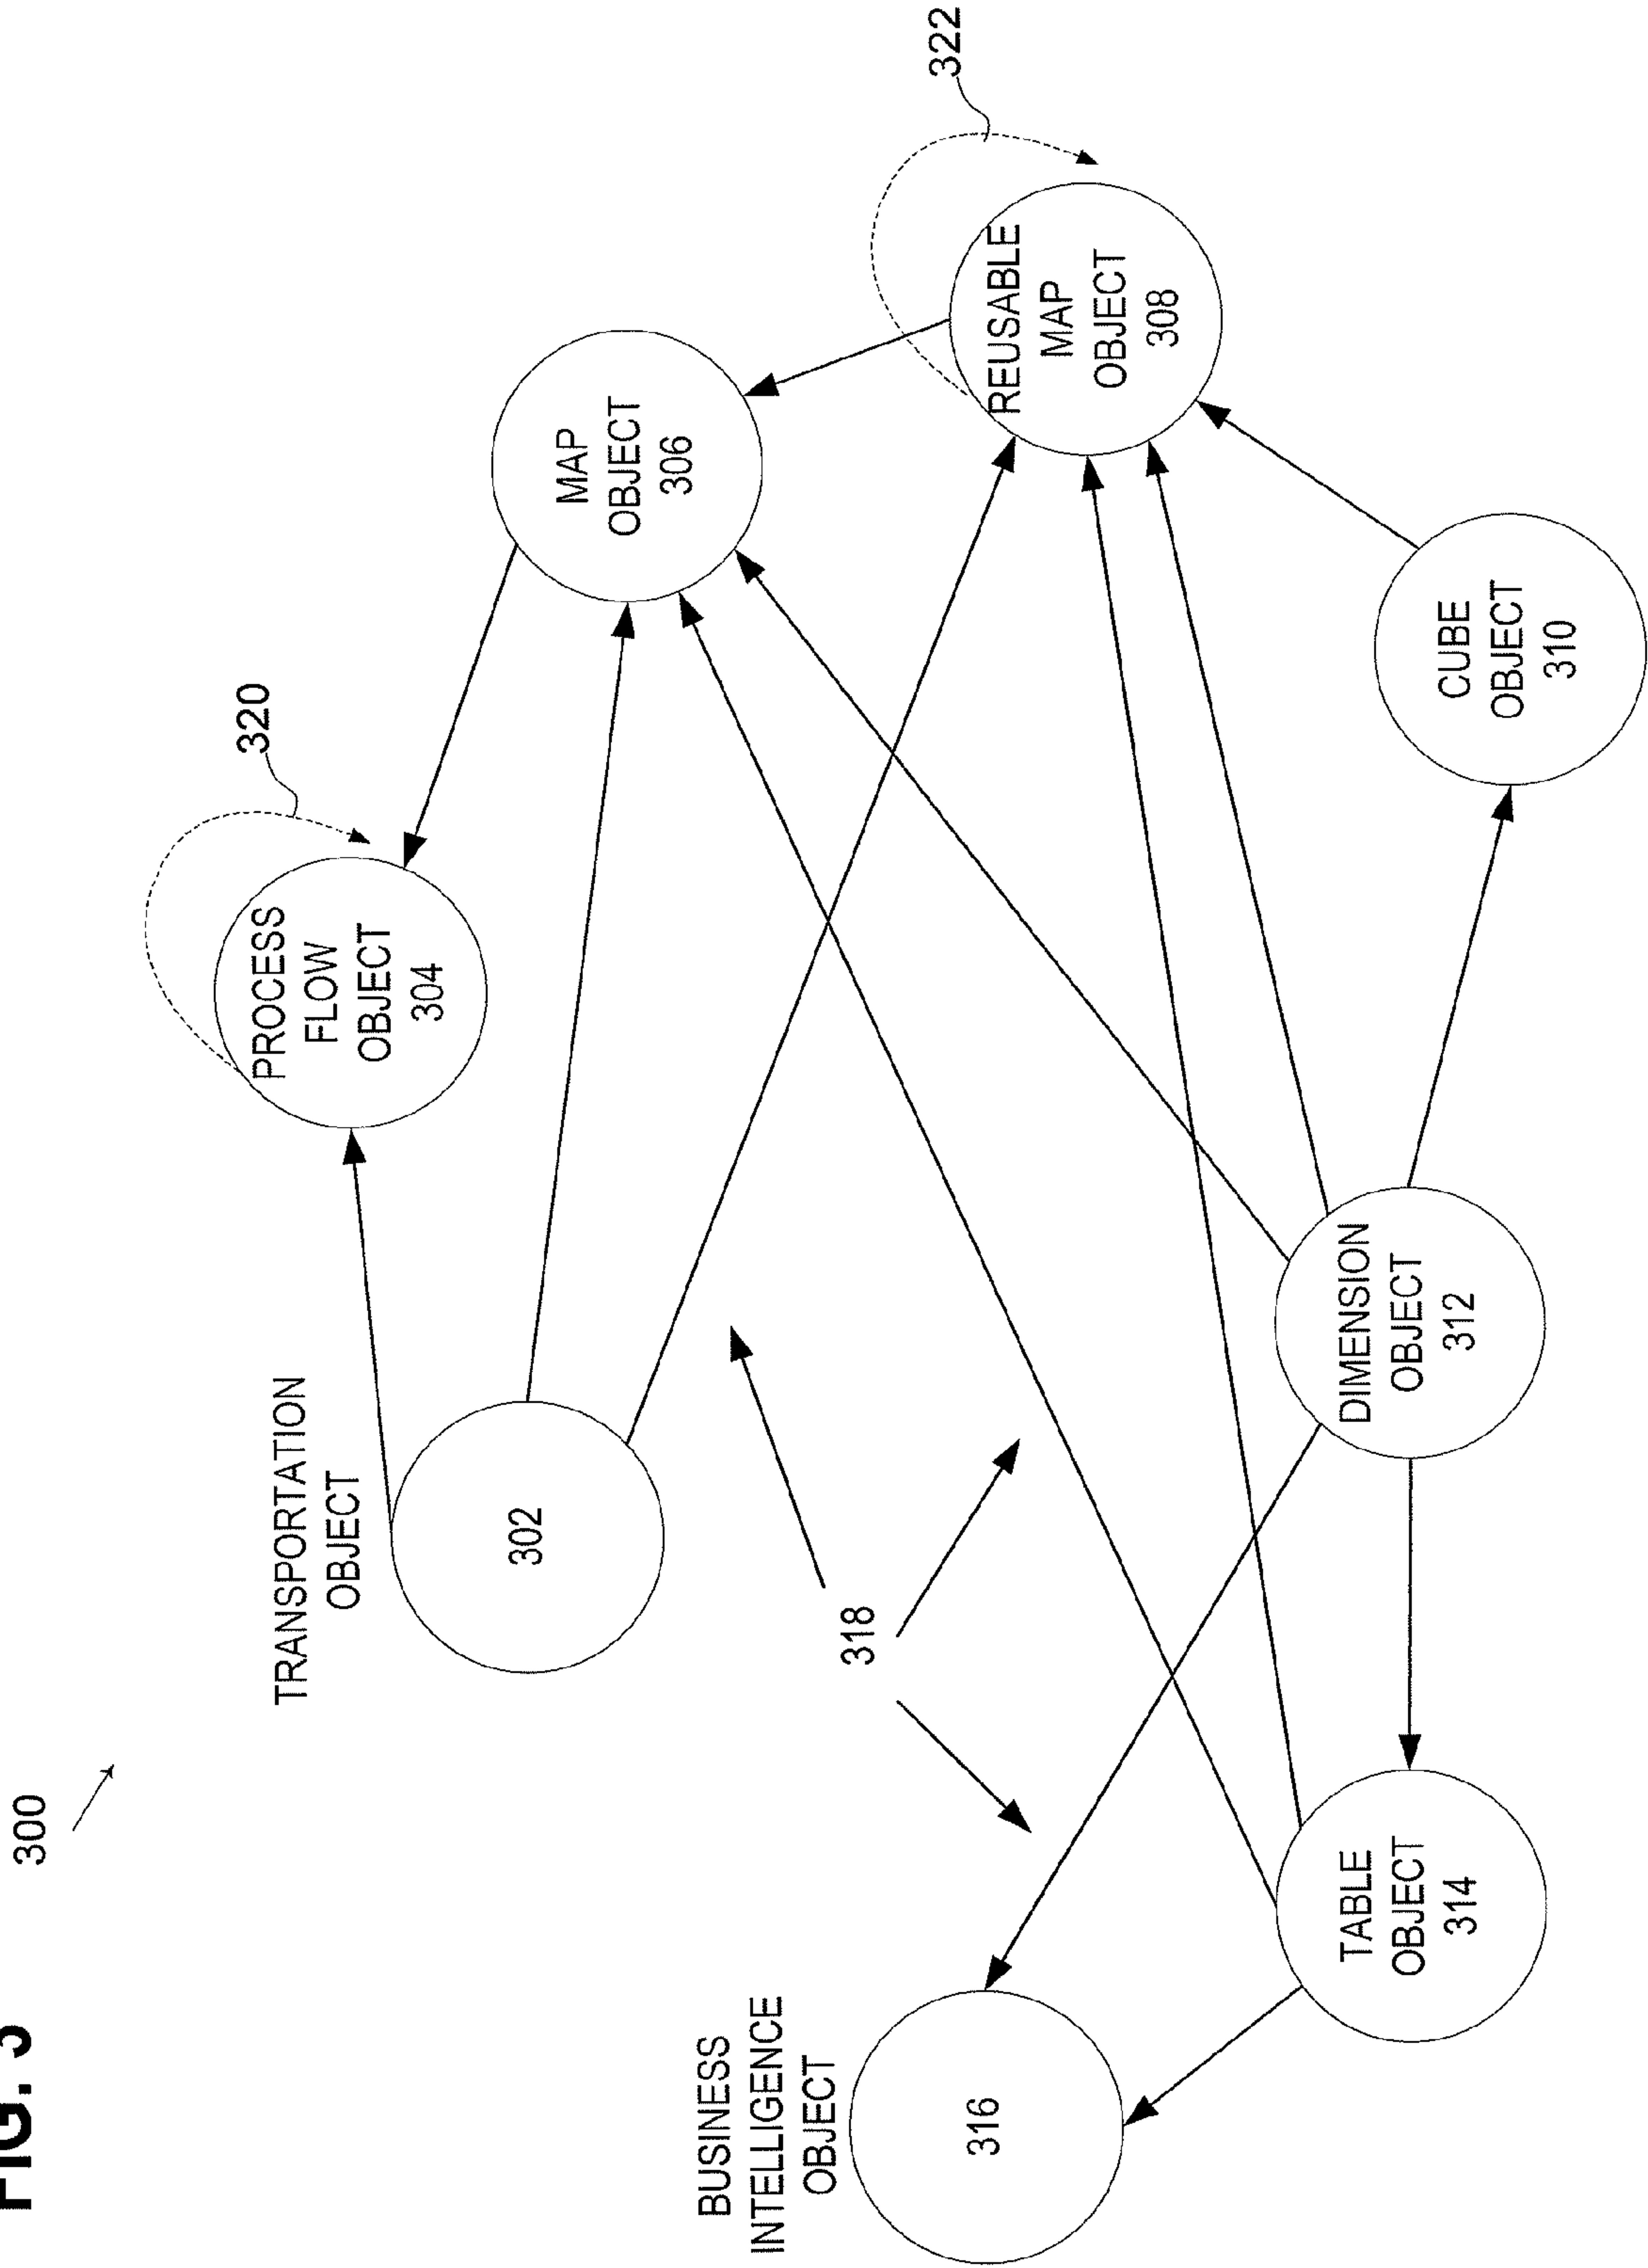 FIG. 3
300
TRANSPORTATION
OBJECT
302
PROCESS
FLOW
OBJECT
304
320
MAP
OBJECT
306
BUSINESS
INTELLIGENCE
OBJECT
316
318
REUSABLE
MAP
OBJECT
308
322
TABLE
OBJECT
314
DIMENSION
OBJECT
312
CUBE
OBJECT
310